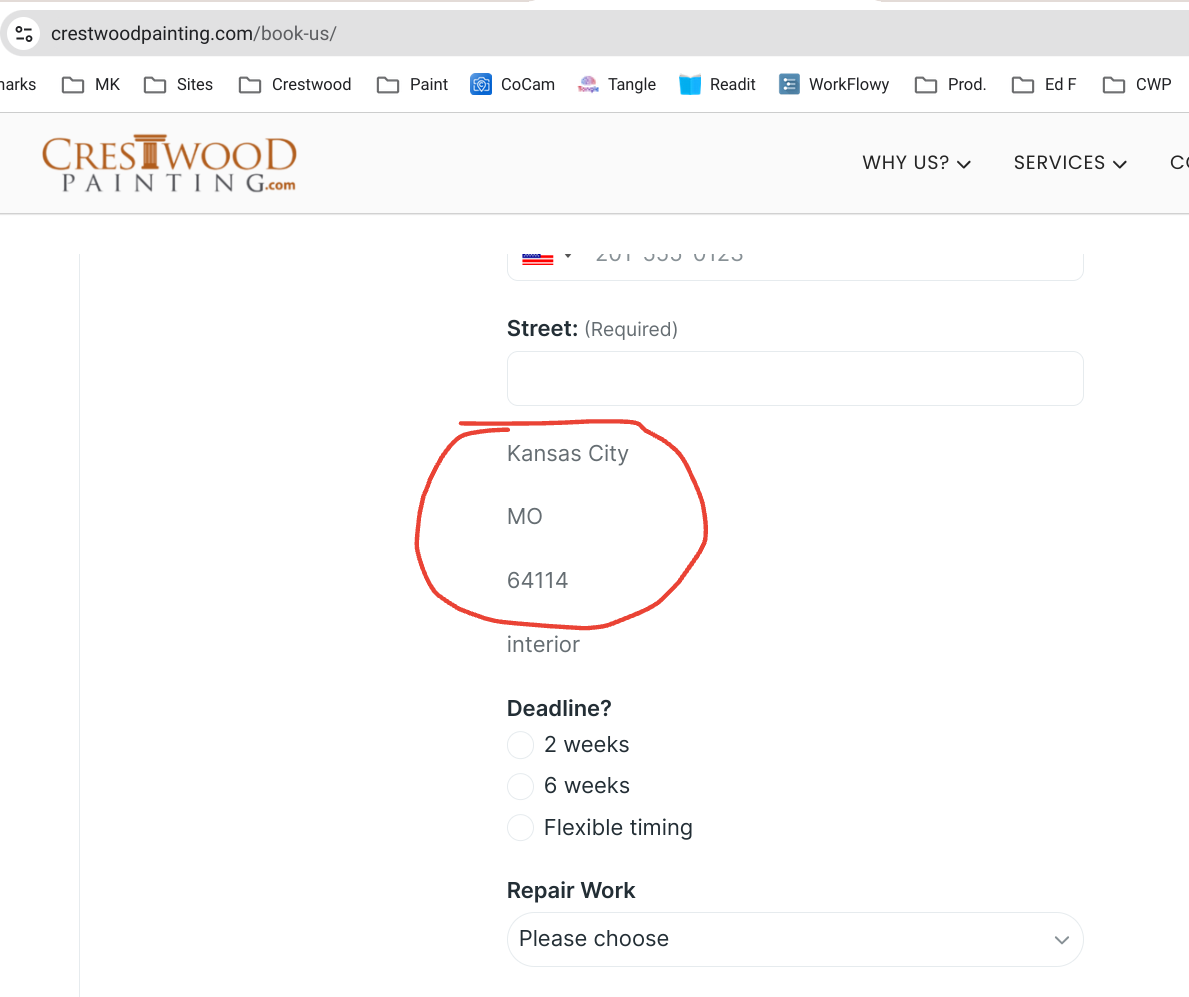 crestwoodpainting.com/book-us/
marks MK Sites Crestwood Paint CoCam Tangle Readit WorkFlowy Prod. Ed F CWP
CRESTWOOD
PAINTING.com
WHY US? SERVICES
201-555-0123
Street: (Required)
Kansas City
MO
64114
interior
Deadline?
2 weeks
6 weeks
Flexible timing
Repair Work
Please choose